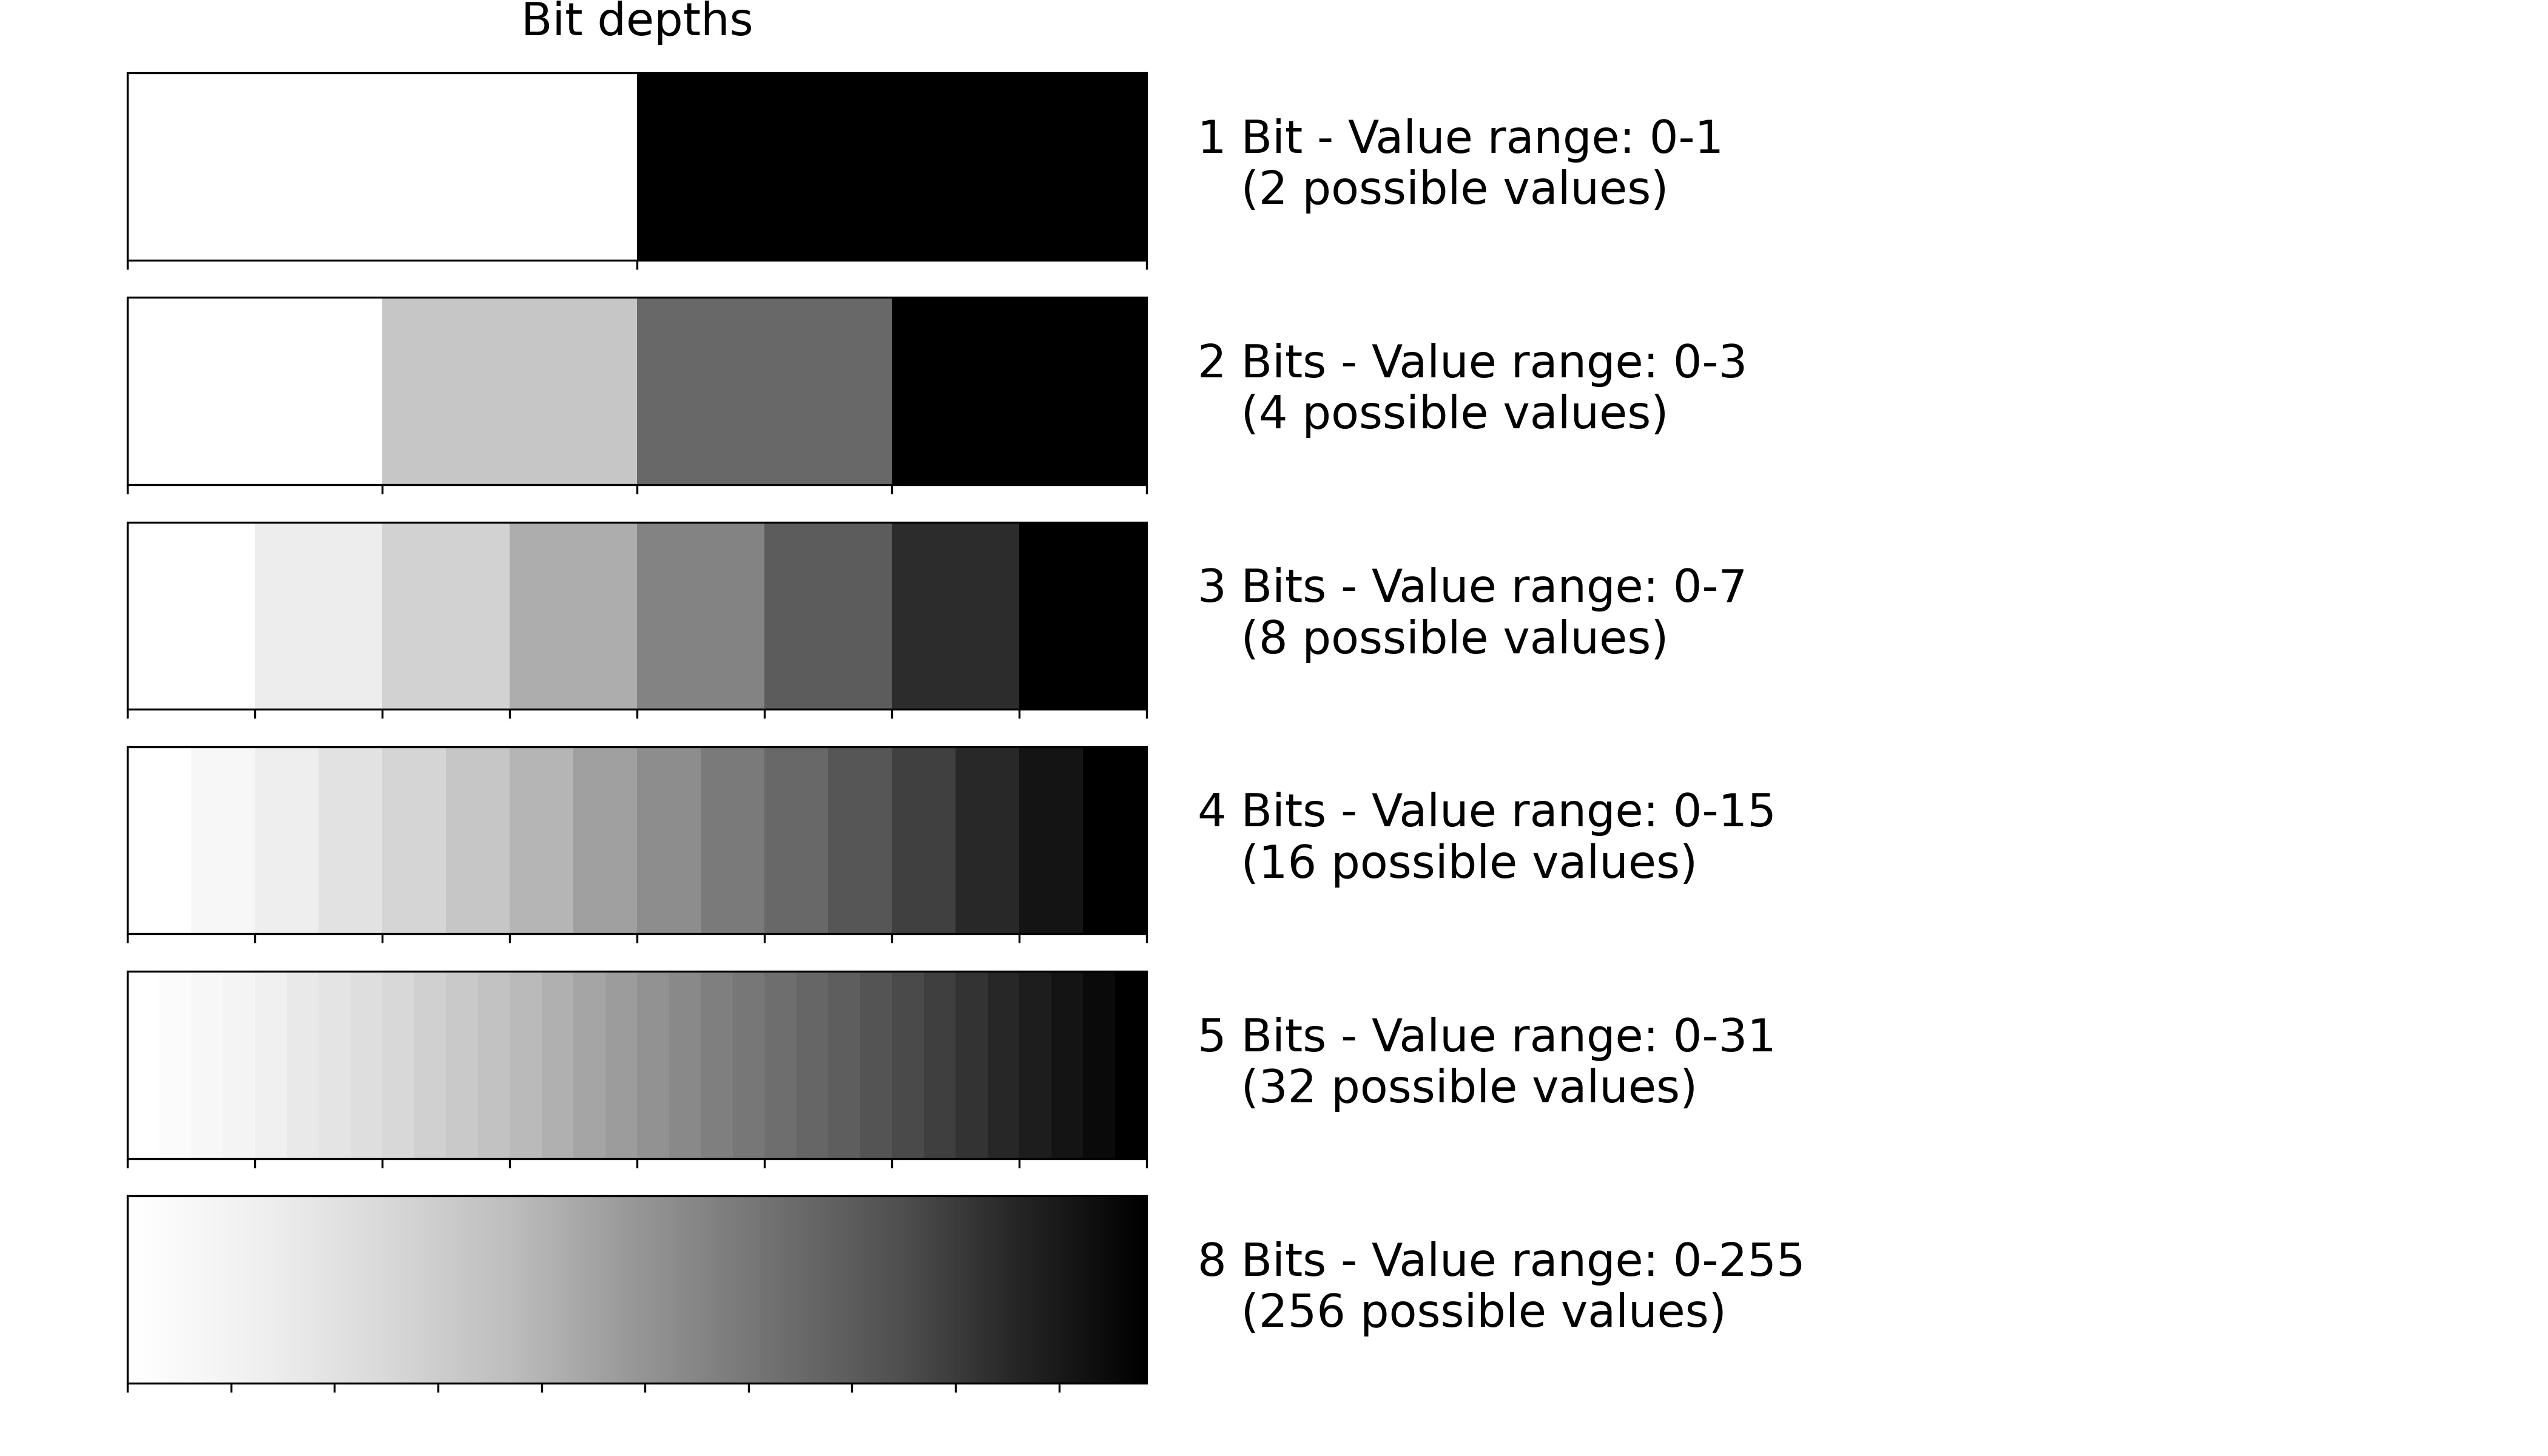 Bit depths
1 Bit - Value range: 0-1
(2 possible values)
2 Bits - Value range: 0-3
(4 possible values)
3 Bits - Value range: 0-7
(8 possible values)
4 Bits - Value range: 0-15
(16 possible values)
5 Bits - Value range: 0-31
(32 possible values)
8 Bits - Value range: 0-255
(256 possible values)